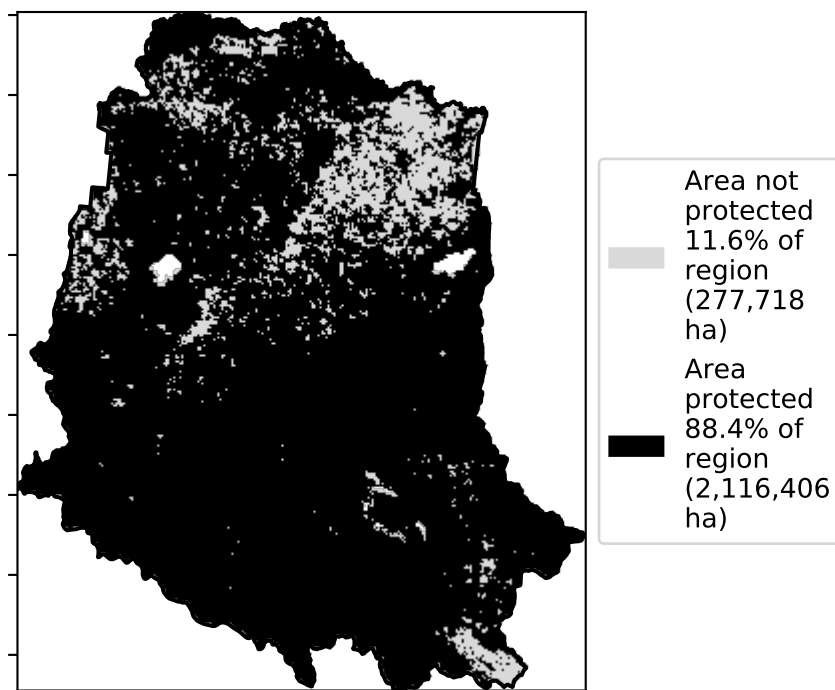 Area not
protected
11.6% of
region
(277,718
ha)
Area
protected
88.4% of
region
(2,116,406
ha)